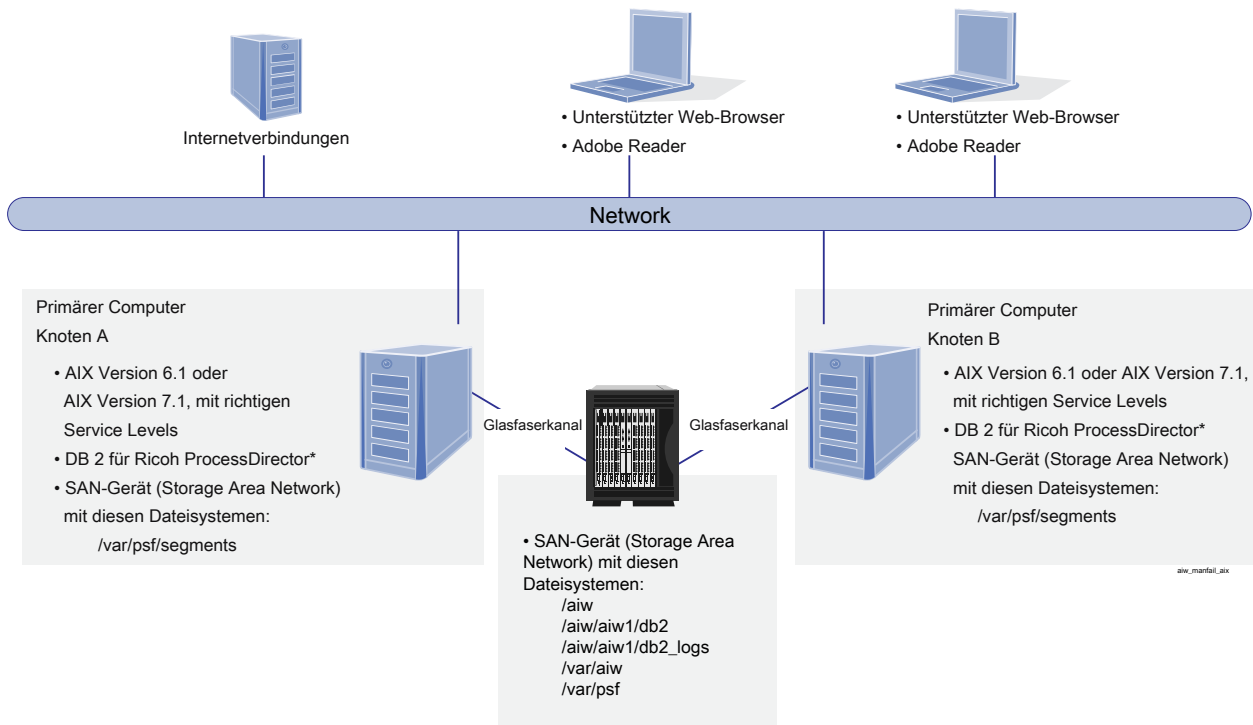 Internetverbindungen
• Unterstützter Web-Browser
• Adobe Reader
• Unterstützter Web-Browser
• Adobe Reader
Network
Primärer Computer
Knoten A
• AIX Version 6.1 oder
AIX Version 7.1, mit richtigen
Service Levels
• DB 2 für Ricoh ProcessDirector*
• SAN-Gerät (Storage Area Network)
mit diesen Dateisystemen:
/var/psf/segments
Glasfaserkanal
Glasfaserkanal
• SAN-Gerät (Storage Area
Network) mit diesen
Dateisystemen:
/aiw
/aiw/aiw1/db2
/aiw/aiw1/db2_logs
/var/aiw
/var/psf
Primärer Computer
Knoten B
• AIX Version 6.1 oder AIX Version 7.1,
mit richtigen Service Levels
• DB 2 für Ricoh ProcessDirector*
SAN-Gerät (Storage Area Network)
mit diesen Dateisystemen:
/var/psf/segments
aiw_manfail_aix